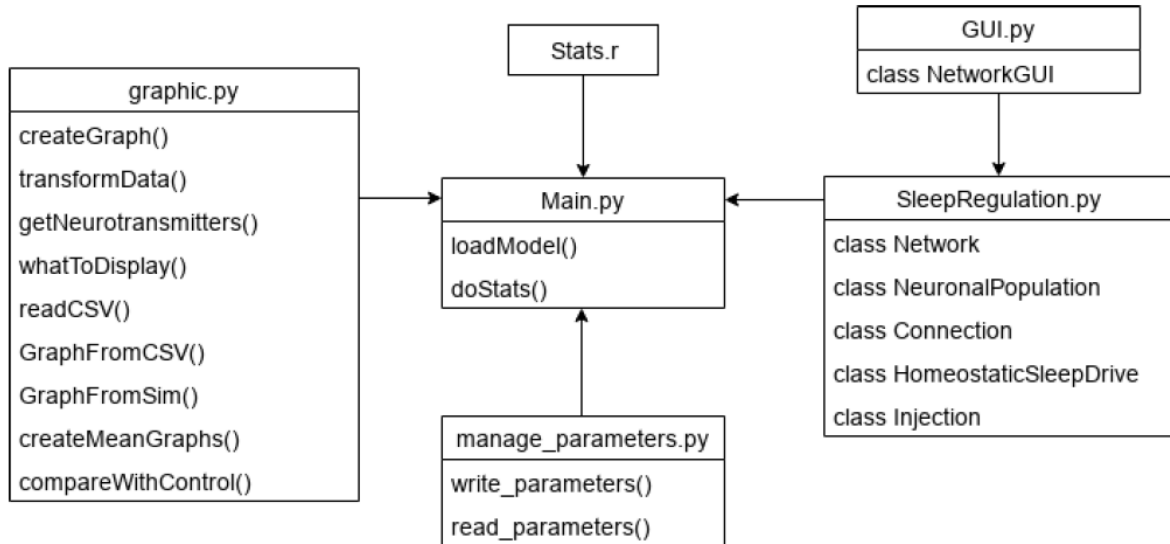 graphic.py
createGraph()
transformData()
getNeurotransmitters()
whatToDisplay()
readCSV()
GraphFromCSV()
GraphFromSim()
createMeanGraphs()
compareWithControl()
Stats.r
Main.py
loadModel()
doStats()
manage_parameters.py
write_parameters()
read_parameters()
GUI.py
class NetworkGUI
SleepRegulation.py
class Network
class NeuronalPopulation
class Connection
class HomeostaticSleepDrive
class Injection